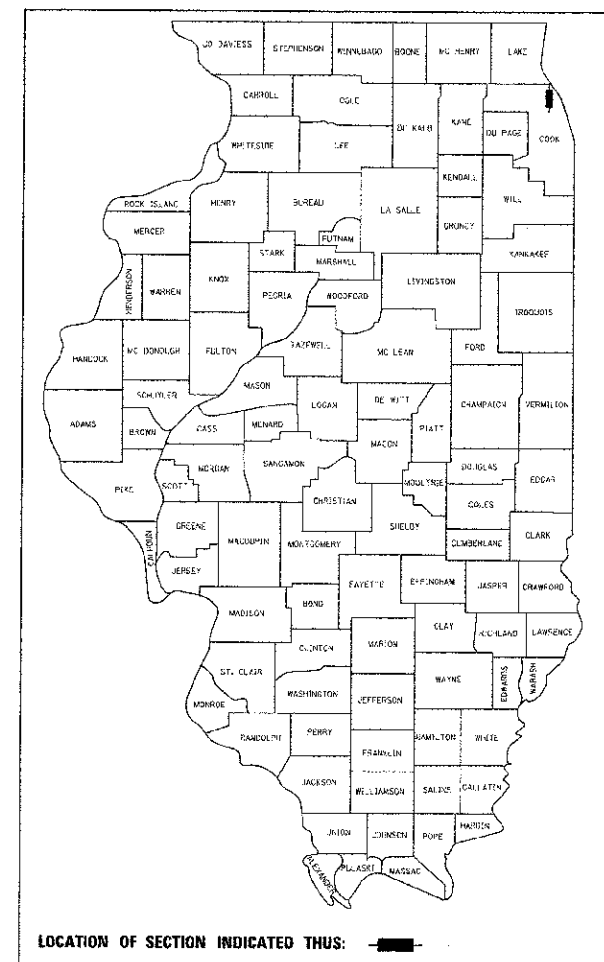 JO DAVIESS STEPHENSON WINNEBAGO BOONE MC HENRY LAKE
CARROLL OGLE DE KALB KANE DU PAGE COOK
WHITESIDE LEE KENDALL WILL
ROCK ISLAND HENRY BUREAU LA SALLE GRUNDY
MERCER STARK PUTNAM KANKAKEE
HENDERSON WARREN KNOX PEORIA MARSHALL WOODFORD LIVINGSTON IROQUOIS
HANCOCK MC DONOUGH FULTON TAZEWELL MC LEAN FORD
SCHUYLER MASON LOGAN DE WITT CHAMPAIGN VERMILION
ADAMS BROWN CASS MENARD MACON PIATT
PIKE SCOTT MORGAN SANGAMON MOULTRIE DOUGLAS EDGAR
CHRISTIAN COLES
CALHOUN GREENE MACOUPIN MONTGOMERY SHELBY CUMBERLAND CLARK
JERSEY FAYETTE EFFINGHAM JASPER CRAWFORD
MADISON BOND CLAY RICHLAND LAWRENCE
CLINTON MARION
ST. CLAIR WAYNE EDWARDS WABASH
MONROE WASHINGTON JEFFERSON
RANDOLPH PERRY HAMILTON WHITE
FRANKLIN
JACKSON WILLIAMSON SALINE GALLATIN
UNION JOHNSON POPE HARDIN
ALEXANDER PULASKI MASSAC
LOCATION OF SECTION INDICATED THUS: